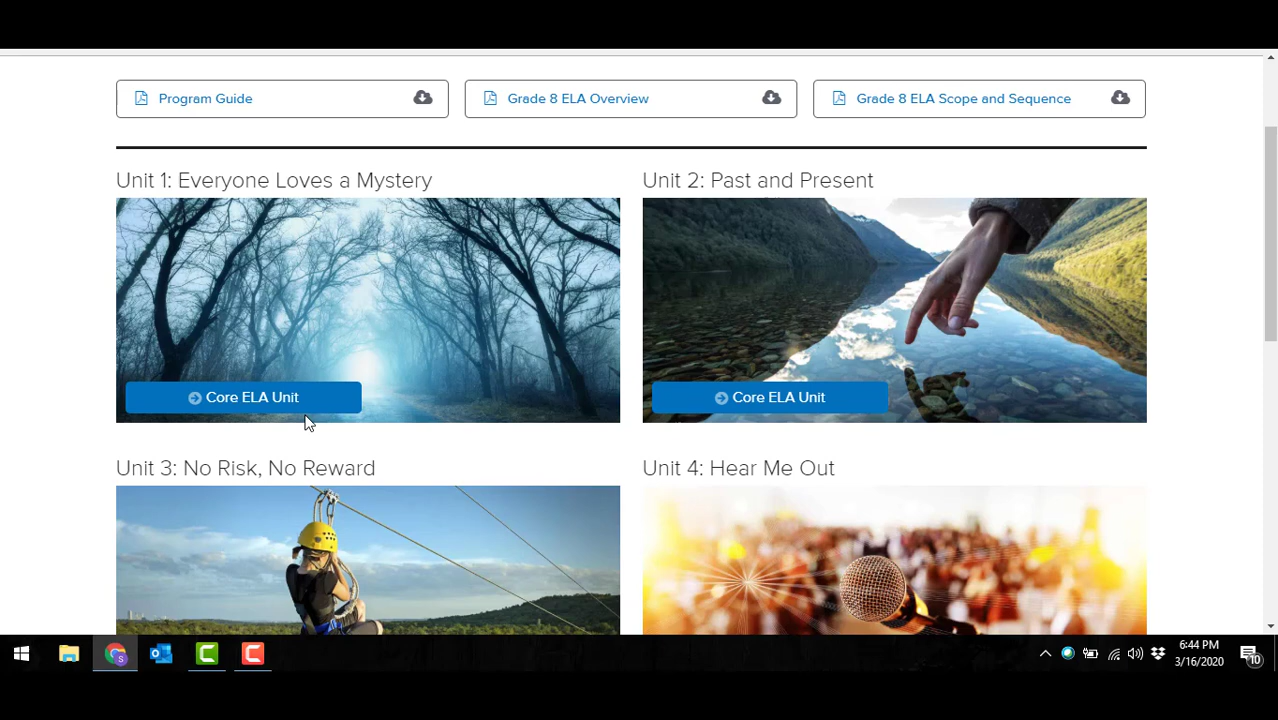 Program Guide
Grade 8 ELA Overview
Grade 8 ELA Scope and Sequence
Unit 1: Everyone Loves a Mystery
Unit 2: Past and Present
Core ELA Unit
Core ELA Unit
Unit 3: No Risk, No Reward
Unit 4: Hear Me Out
6:44 PM
3/16/2020
10